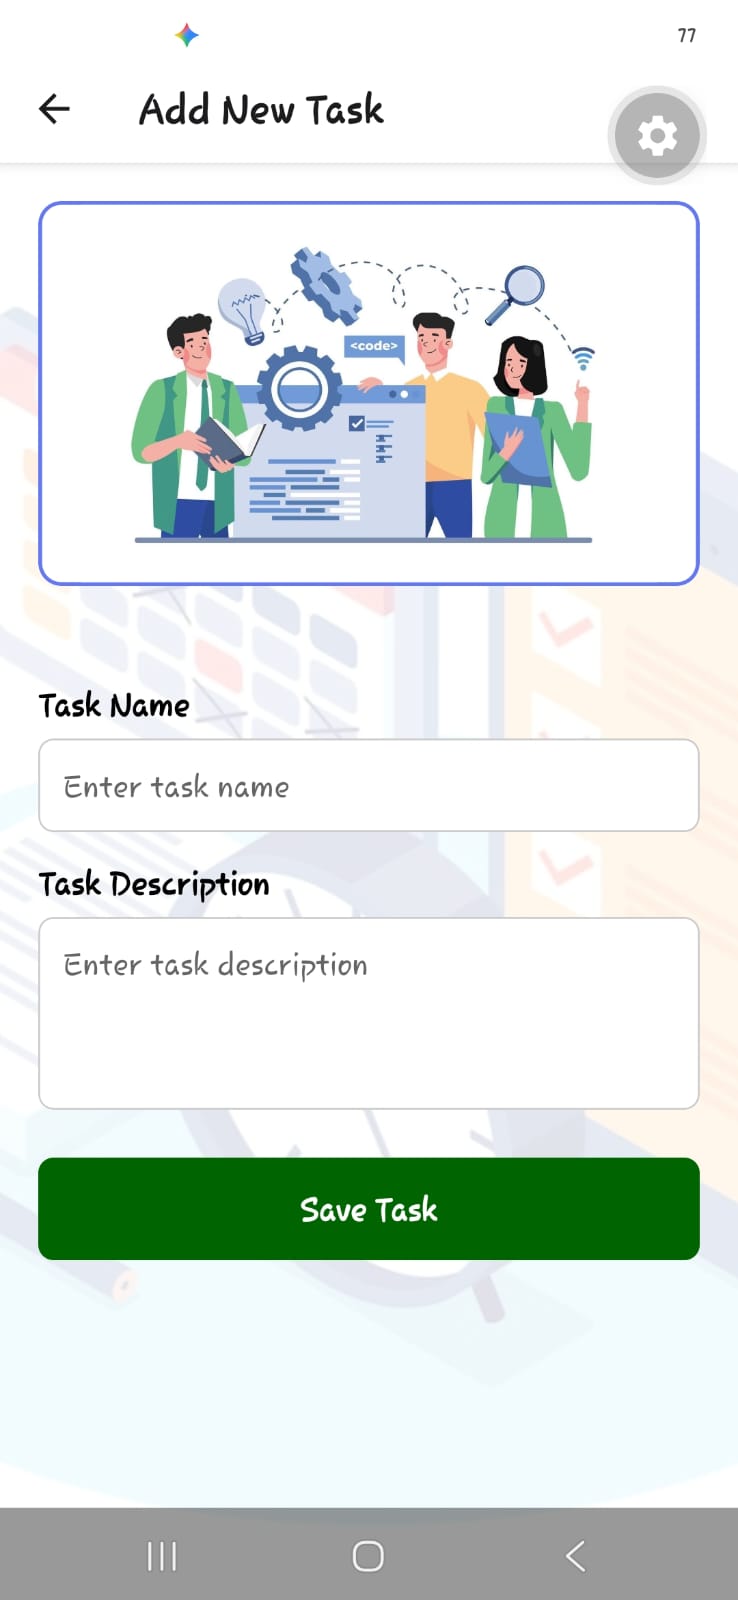 77
Add New Task
<code>
Task Name
Enter task name
Task Description
Enter task description
Save Task